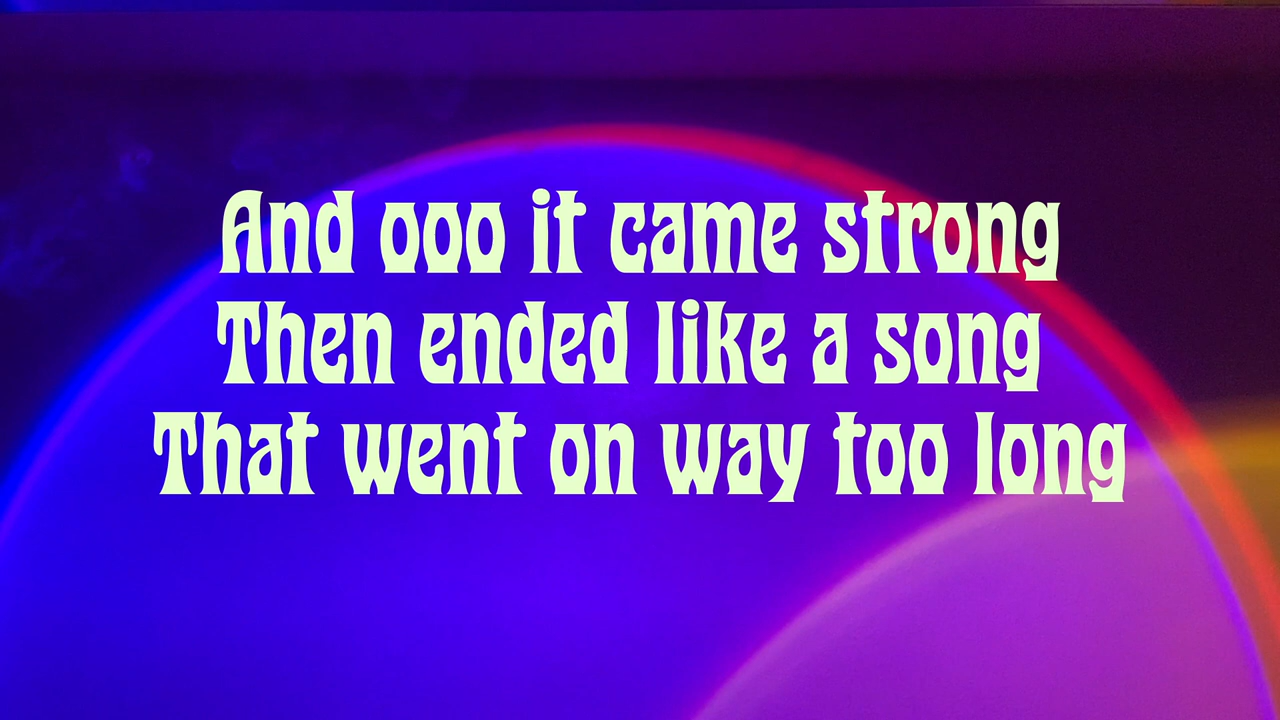 And ooo it came strong
Then ended like a song
That went on way too long